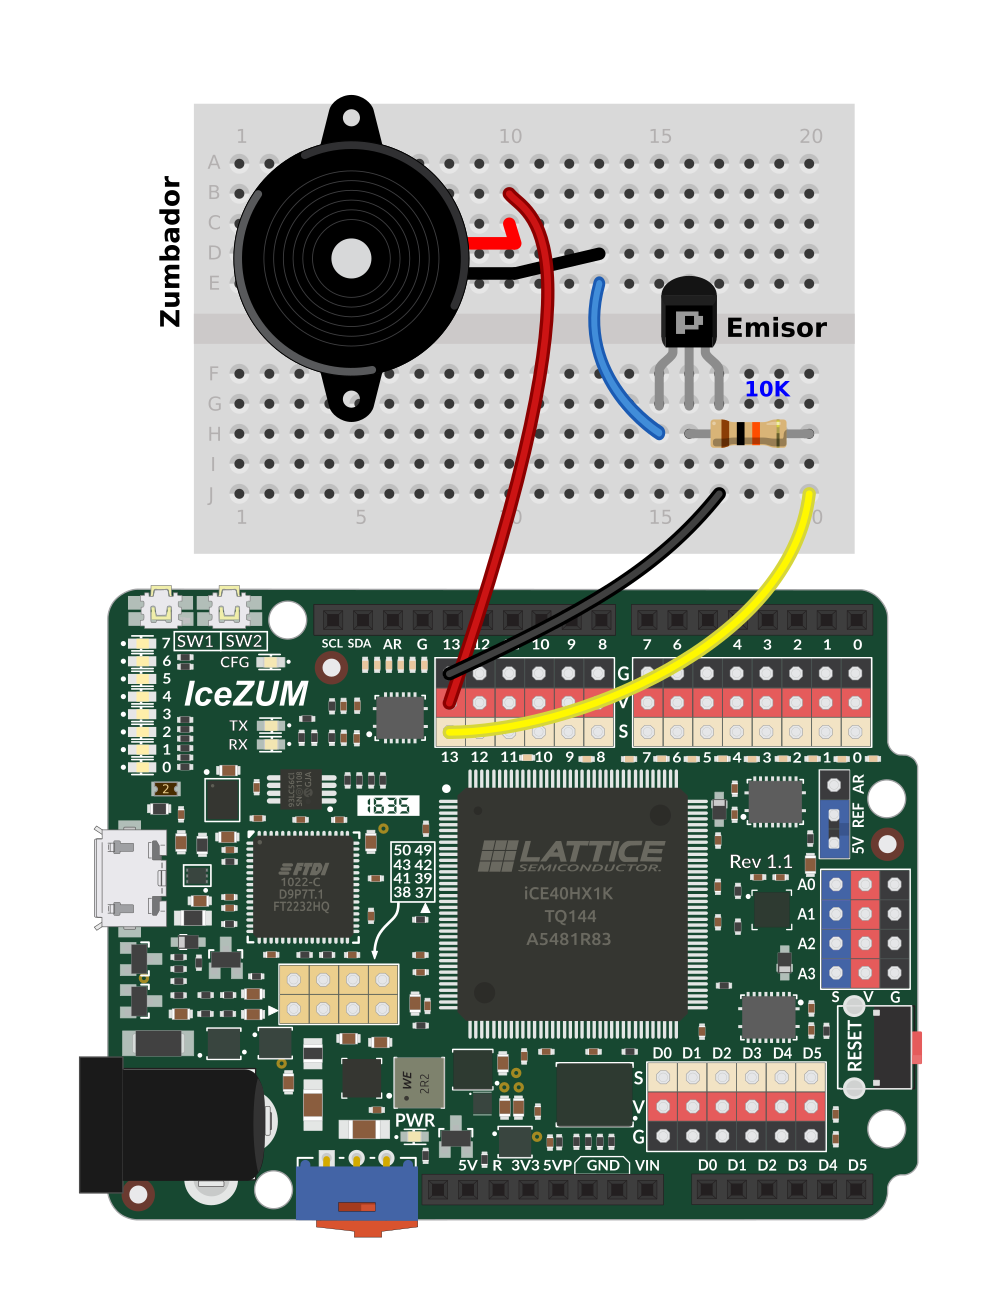 Zumbador
1 10 15 20
A
B
C
D
E
P
Emisor
F
G
10K
H
I
J
1 5 10 15 20
SW1 SW2
SCL SDA AR G 13 12 10 9 8 7 6 4 3 2 1 0
7
6
5
4
3
2
1
0
CFG
G
V
S
IceZUM
TX
RX
13 12 11 10 9 8 7 6 5 4 3 2 1 0
2
93LC56CI
SN@1108
GJA
1635
AR
REF
5V
50 49
43 42
41 39
38 37
FTDI
1022-C
D9P7T.1
FT2232HQ
LATTICE
SEMICONDUCTOR.
iCE40HX1K
TQ144
A5481R83
Rev 1.1
A0
A1
A2
A3
S V G
RESET
D0 D1 D2 D3 D4 D5
S
V
G
WE
2R2
PWR
5V R 3V3 5VP GND VIN D0 D1 D2 D3 D4 D5